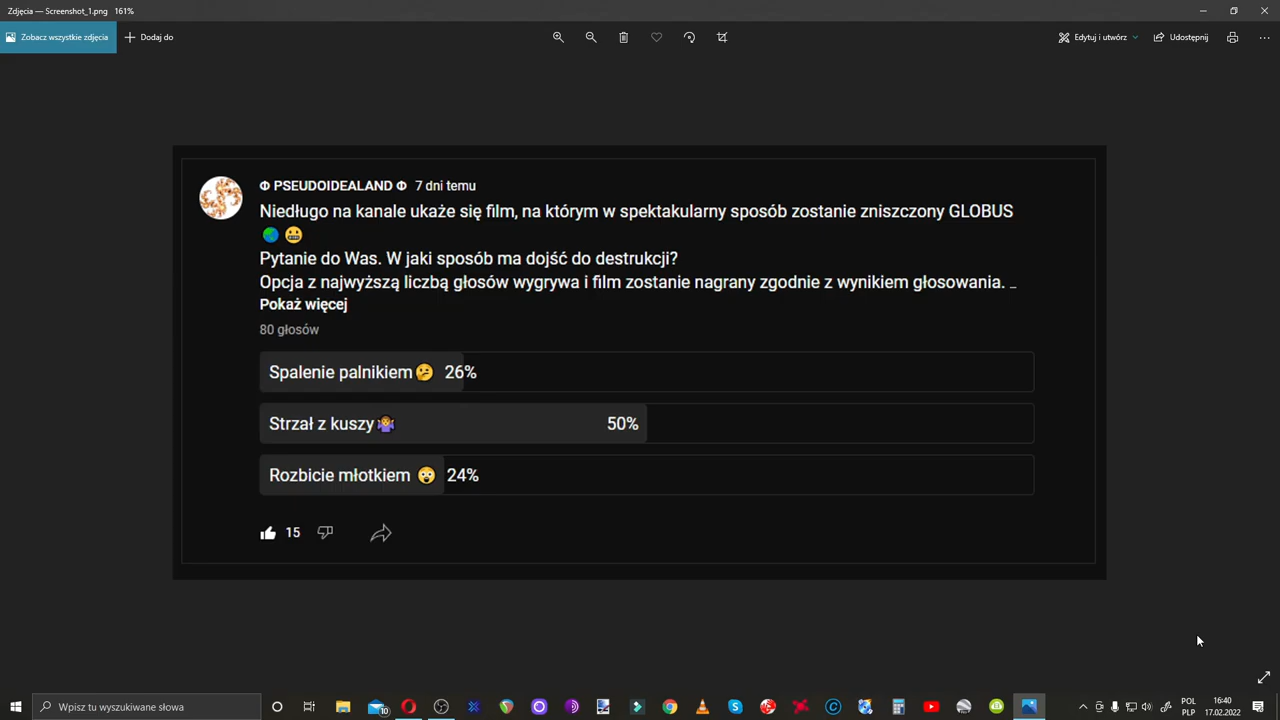 Zdjęcia — Screenshot_1.png 161%
Zobacz wszystkie zdjęcia
Dodaj do
Edytuj i utwórz
Udostępnij
Φ PSEUDOIDEALAND Φ 7 dni temu
Niedługo na kanale ukaże się film, na którym w spektakularny sposób zostanie zniszczony GLOBUS
🌏😬
Pytanie do Was. W jaki sposób ma dojść do destrukcji?
Opcja z najwyższą liczbą głosów wygrywa i film zostanie nagrany zgodnie z wynikiem głosowania. ...
Pokaż więcej
80 głosów
Spalenie palnikiem🤔 26%
Strzał z kuszy🤷🏽‍♀️ 50%
Rozbicie młotkiem 😲 24%
15
Wpisz tu wyszukiwane słowa
10
POL
PLP
16:40
17.02.2022